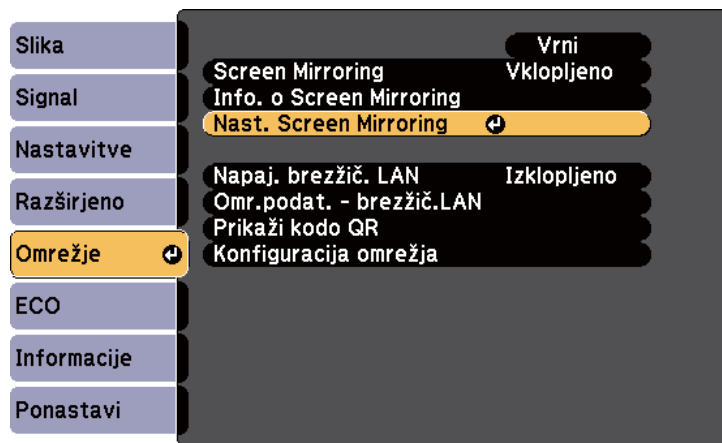 Slika
Signal
Nastavitve
Razširjeno
Omrežje
ECO
Informacije
Ponastavi
Vrni
Screen Mirroring Vklopljeno
Info. o Screen Mirroring
Nast. Screen Mirroring
Napaj. brezžič. LAN Izklopljeno
Omr.podat. - brezžič.LAN
Prikaži kodo QR
Konfiguracija omrežja